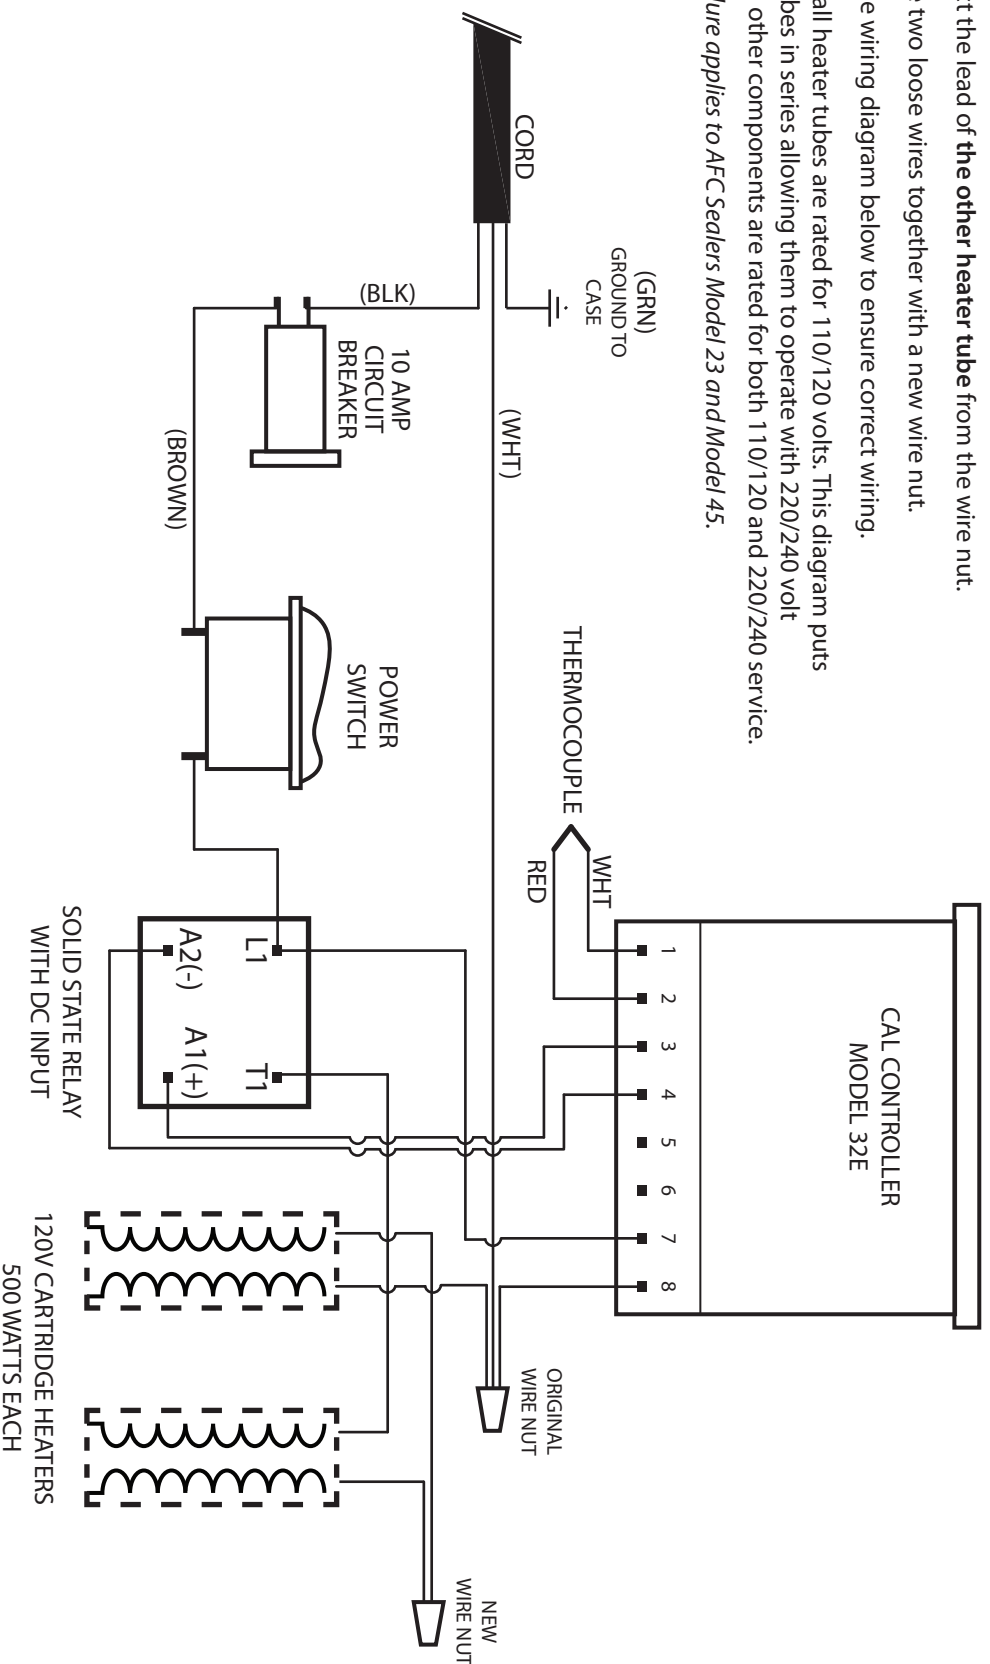 ct the lead of the other heater tube from the wire nut.
two loose wires together with a new wire nut.
wiring diagram below to ensure correct wiring.
all heater tubes are rated for 110/120 volts. This diagram puts
bes in series allowing them to operate with 220/240 volt
other components are rated for both 110/120 and 220/240 service.
lure applies to AFC Sealers Model 23 and Model 45.
CORD
(GRN)
GROUND TO
CASE
(BLK)
(WHT)
10 AMP
CIRCUIT
BREAKER
(BROWN)
POWER
SWITCH
THERMOCOUPLE
WHT
RED
CAL CONTROLLER
MODEL 32E
1 2 3 4 5 6 7 8
L1 T1
A2(-) A1(+)
SOLID STATE RELAY
WITH DC INPUT
120V CARTRIDGE HEATERS
500 WATTS EACH
ORIGINAL
WIRE NUT
NEW
WIRE NUT